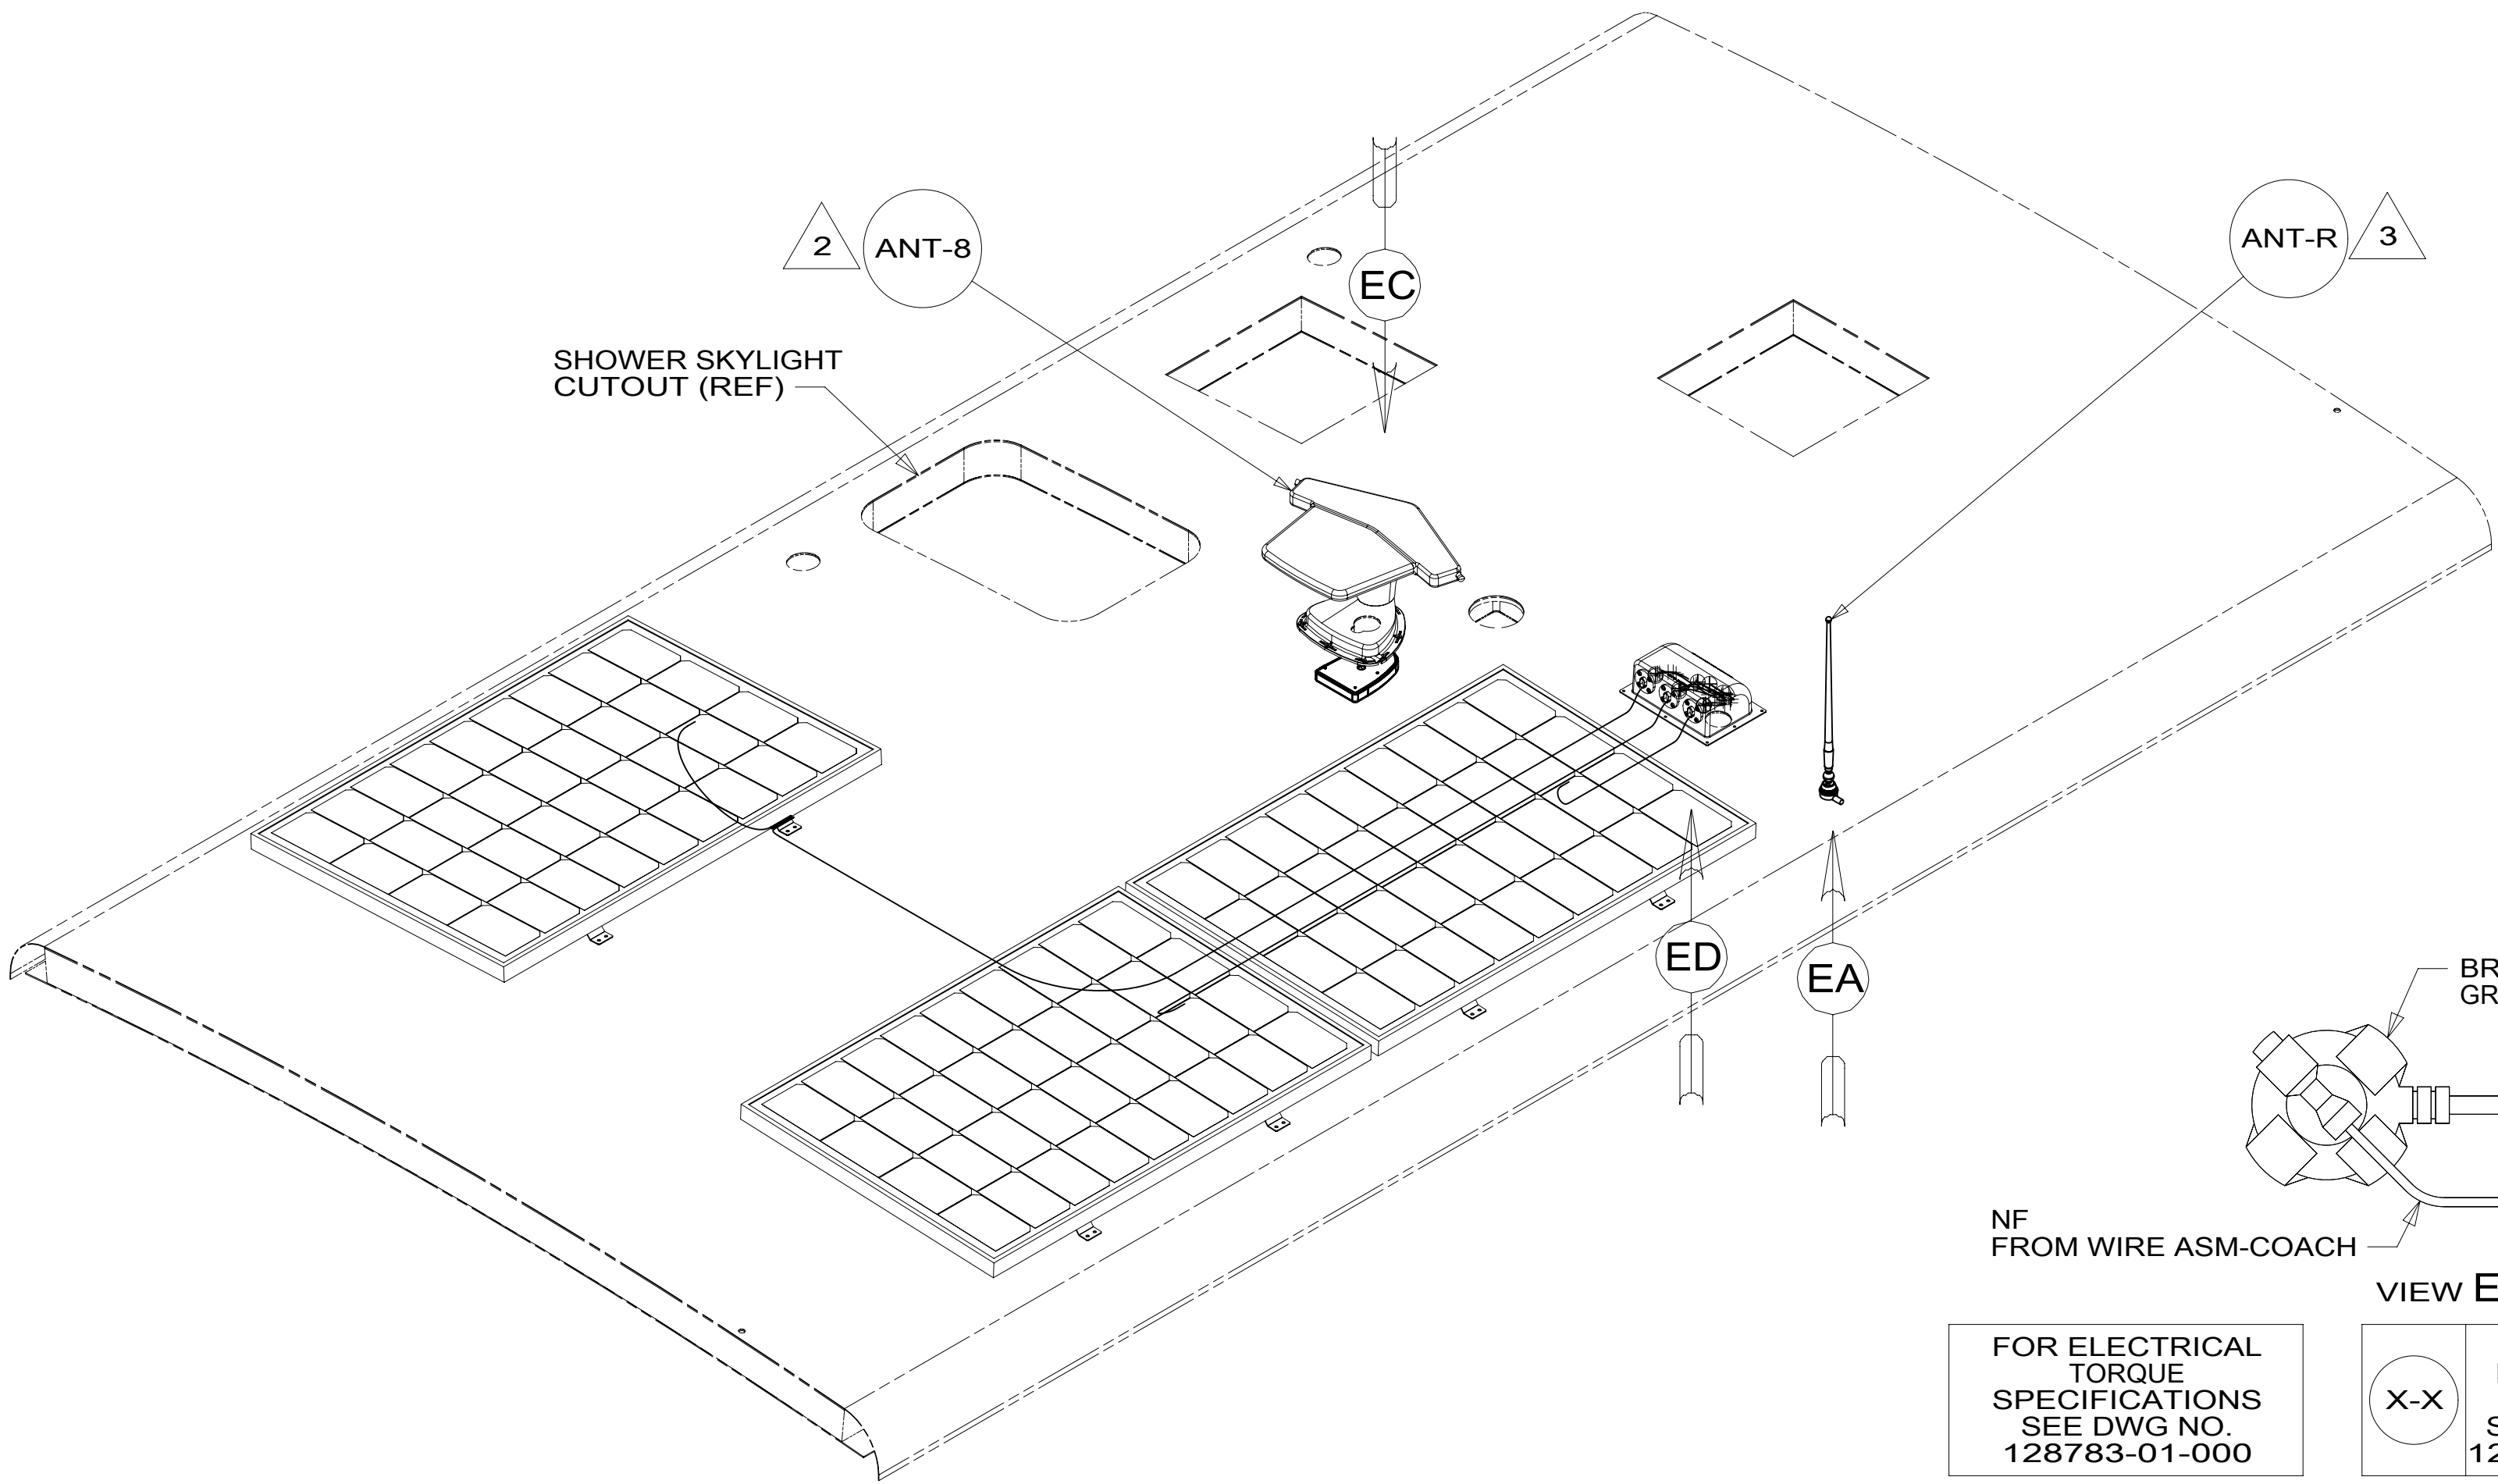 2
ANT-8
EC
ANT-R
3
SHOWER SKYLIGHT
CUTOUT (REF)
ED
EA
NF
FROM WIRE ASM-COACH
VIEW
FOR ELECTRICAL
TORQUE
SPECIFICATIONS
SEE DWG NO.
128783-01-000
X-X